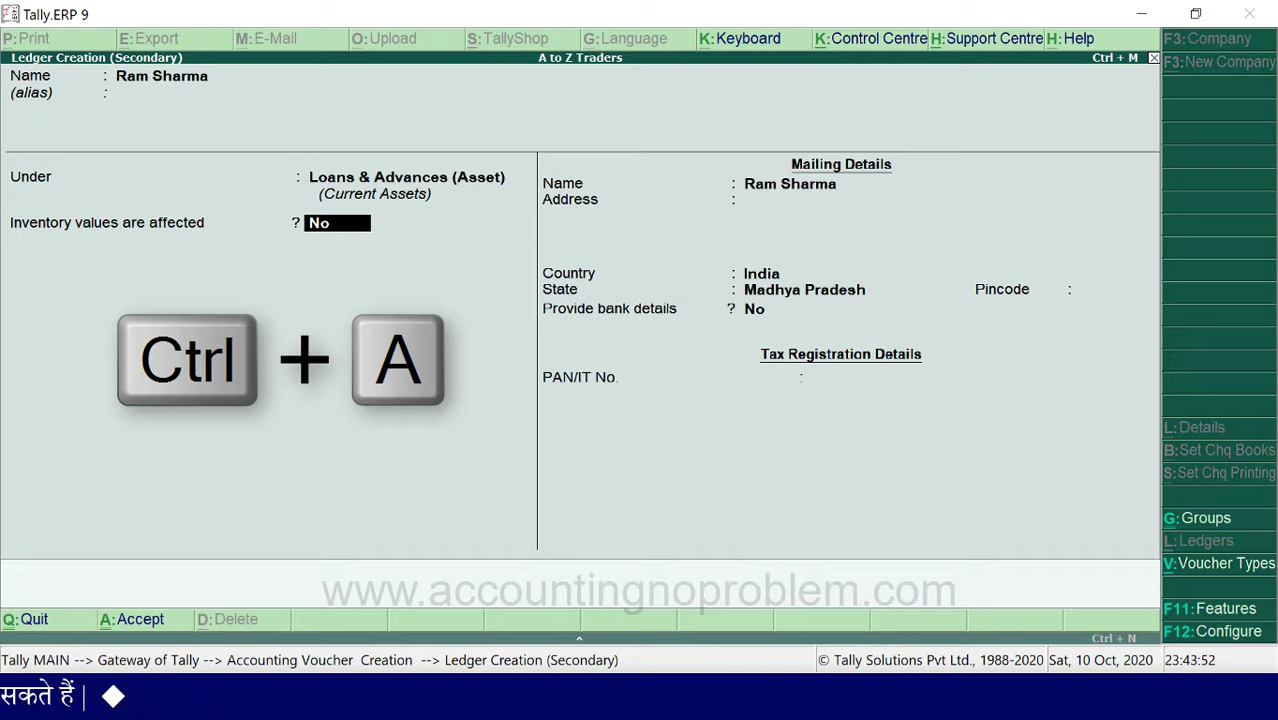 Tally.ERP 9
P: Print E: Export M: E-Mail O: Upload S: TallyShop G: Language K: Keyboard K: Control Centre H: Support Centre H: Help F3: Company
Ledger Creation (Secondary) A to Z Traders Ctrl + M F3: New Company
Name : Ram Sharma
(alias) :
Mailing Details
Under : Loans & Advances (Asset) Name : Ram Sharma
(Current Assets) Address :
Inventory values are affected ? No
Country : India
State : Madhya Pradesh Pincode :
Provide bank details ? No
Tax Registration Details
Ctrl + A PAN/IT No. :
L: Details
B: Set Chq Books
S: Set Chq Printing
G: Groups
L: Ledgers
V: Voucher Types
www.accountingnoproblem.com
F11: Features
Q: Quit A: Accept D: Delete
F12: Configure
Ctrl + N
Tally MAIN --> Gateway of Tally --> Accounting Voucher Creation --> Ledger Creation (Secondary) © Tally Solutions Pvt Ltd., 1988-2020 Sat, 10 Oct, 2020 23:43:52
सकते हैं |